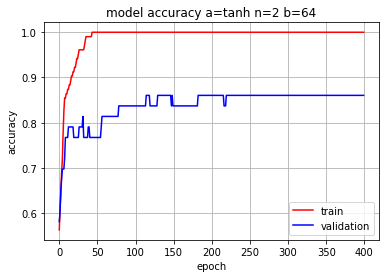 model accuracy a=tanh n=2 b=64
accuracy
1.0
0.9
0.8
0.7
0.6
0 50 100 150 200 250 300 350 400
epoch
train
validation